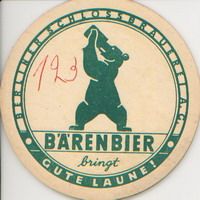 BERLINER SCHLOSSBRAUEREI A.G.
123
BÄRENBIER
bringt
GUTE LAUNE!